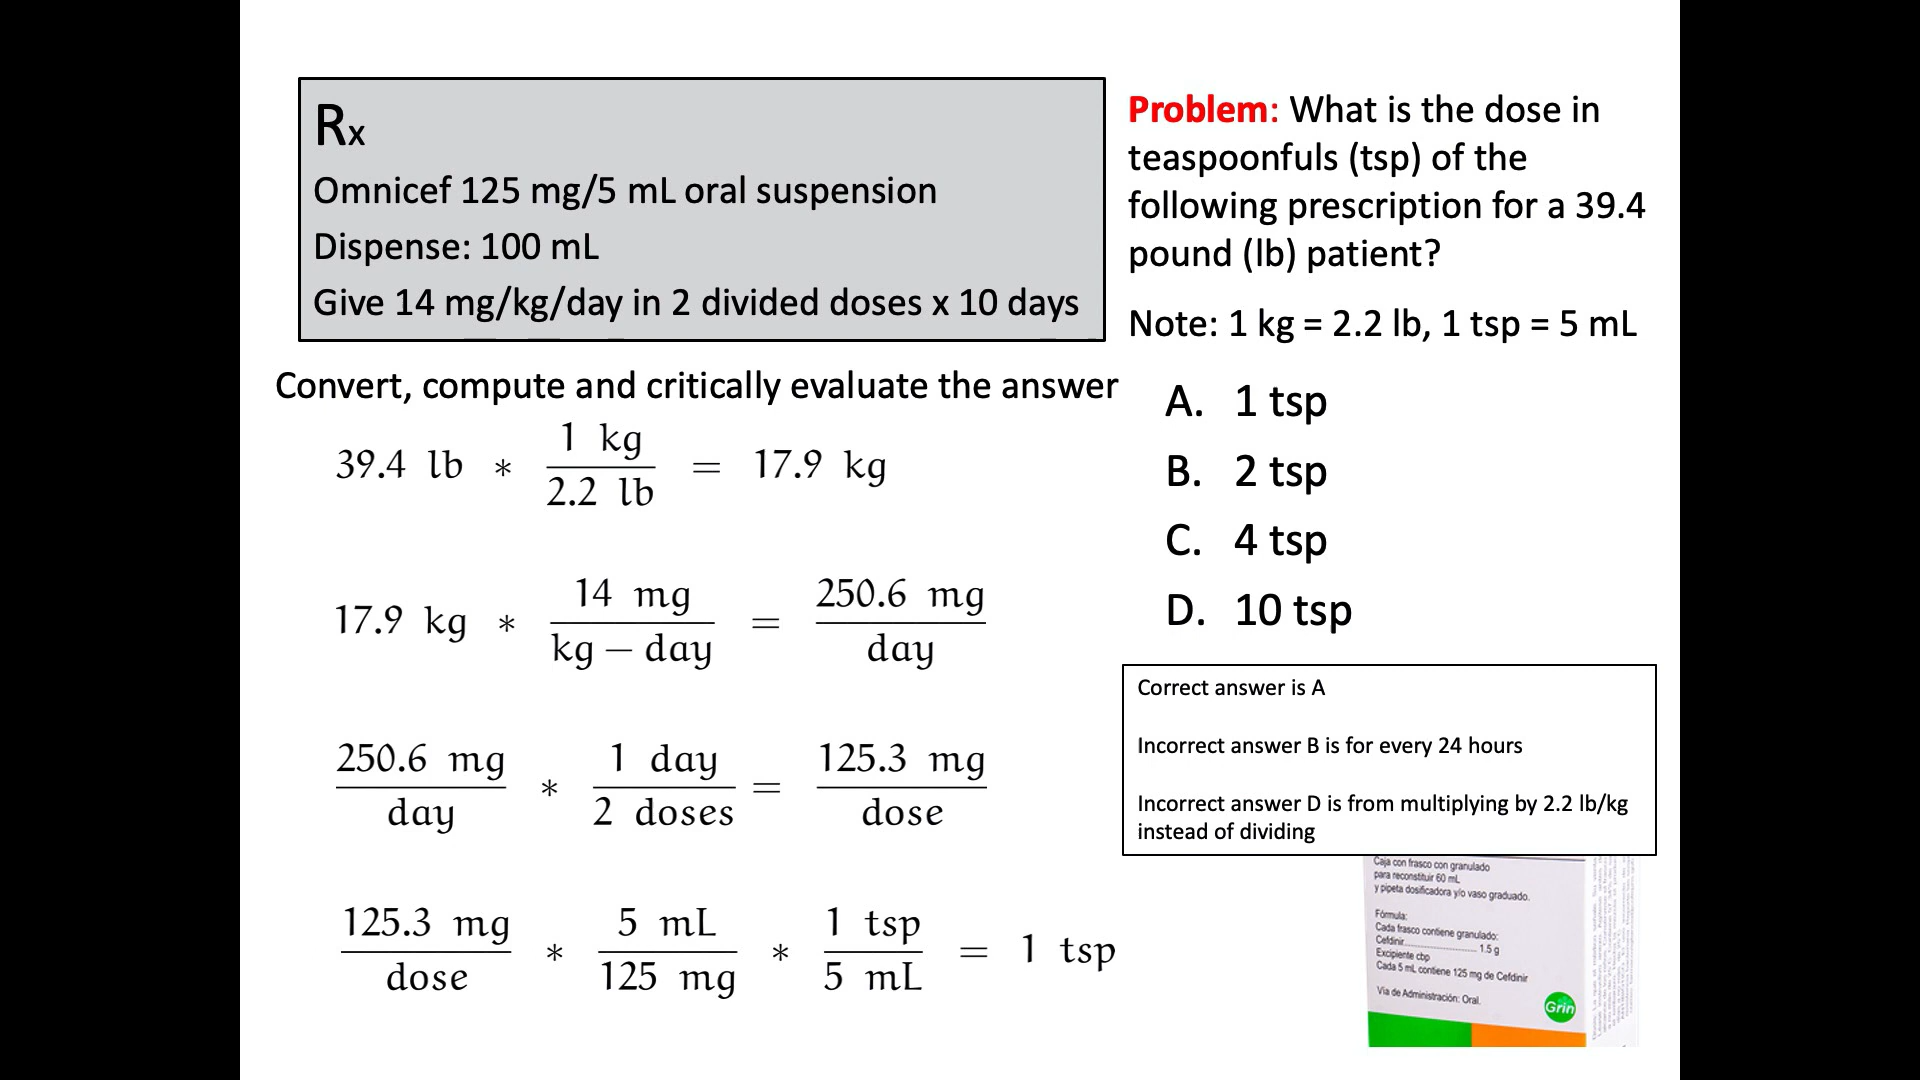 Rx
Omnicef 125 mg/5 mL oral suspension
Dispense: 100 mL
Give 14 mg/kg/day in 2 divided doses x 10 days
Problem: What is the dose in
teaspoonfuls (tsp) of the
following prescription for a 39.4
pound (lb) patient?
Note: 1 kg = 2.2 lb, 1 tsp = 5 mL
A. 1 tsp
B. 2 tsp
C. 4 tsp
D. 10 tsp
Convert, compute and critically evaluate the answer
39.4 lb * 1 kg / 2.2 lb = 17.9 kg
17.9 kg * 14 mg / kg – day = 250.6 mg / day
250.6 mg / day * 1 day / 2 doses = 125.3 mg / dose
125.3 mg / dose * 5 mL / 125 mg * 1 tsp / 5 mL = 1 tsp
Correct answer is A
Incorrect answer B is for every 24 hours
Incorrect answer D is from multiplying by 2.2 lb/kg
instead of dividing
Caja con frasco con granulado
para reconstituir 60 mL
y pipeta dosificadora y/o vaso graduado.
Fórmula:
Cada frasco contiene granulado:
Cefdinir.................... 1.5 g
Excipiente cbp
Cada 5 mL contiene 125 mg de Cefdinir
Vía de Administración: Oral.
Grin